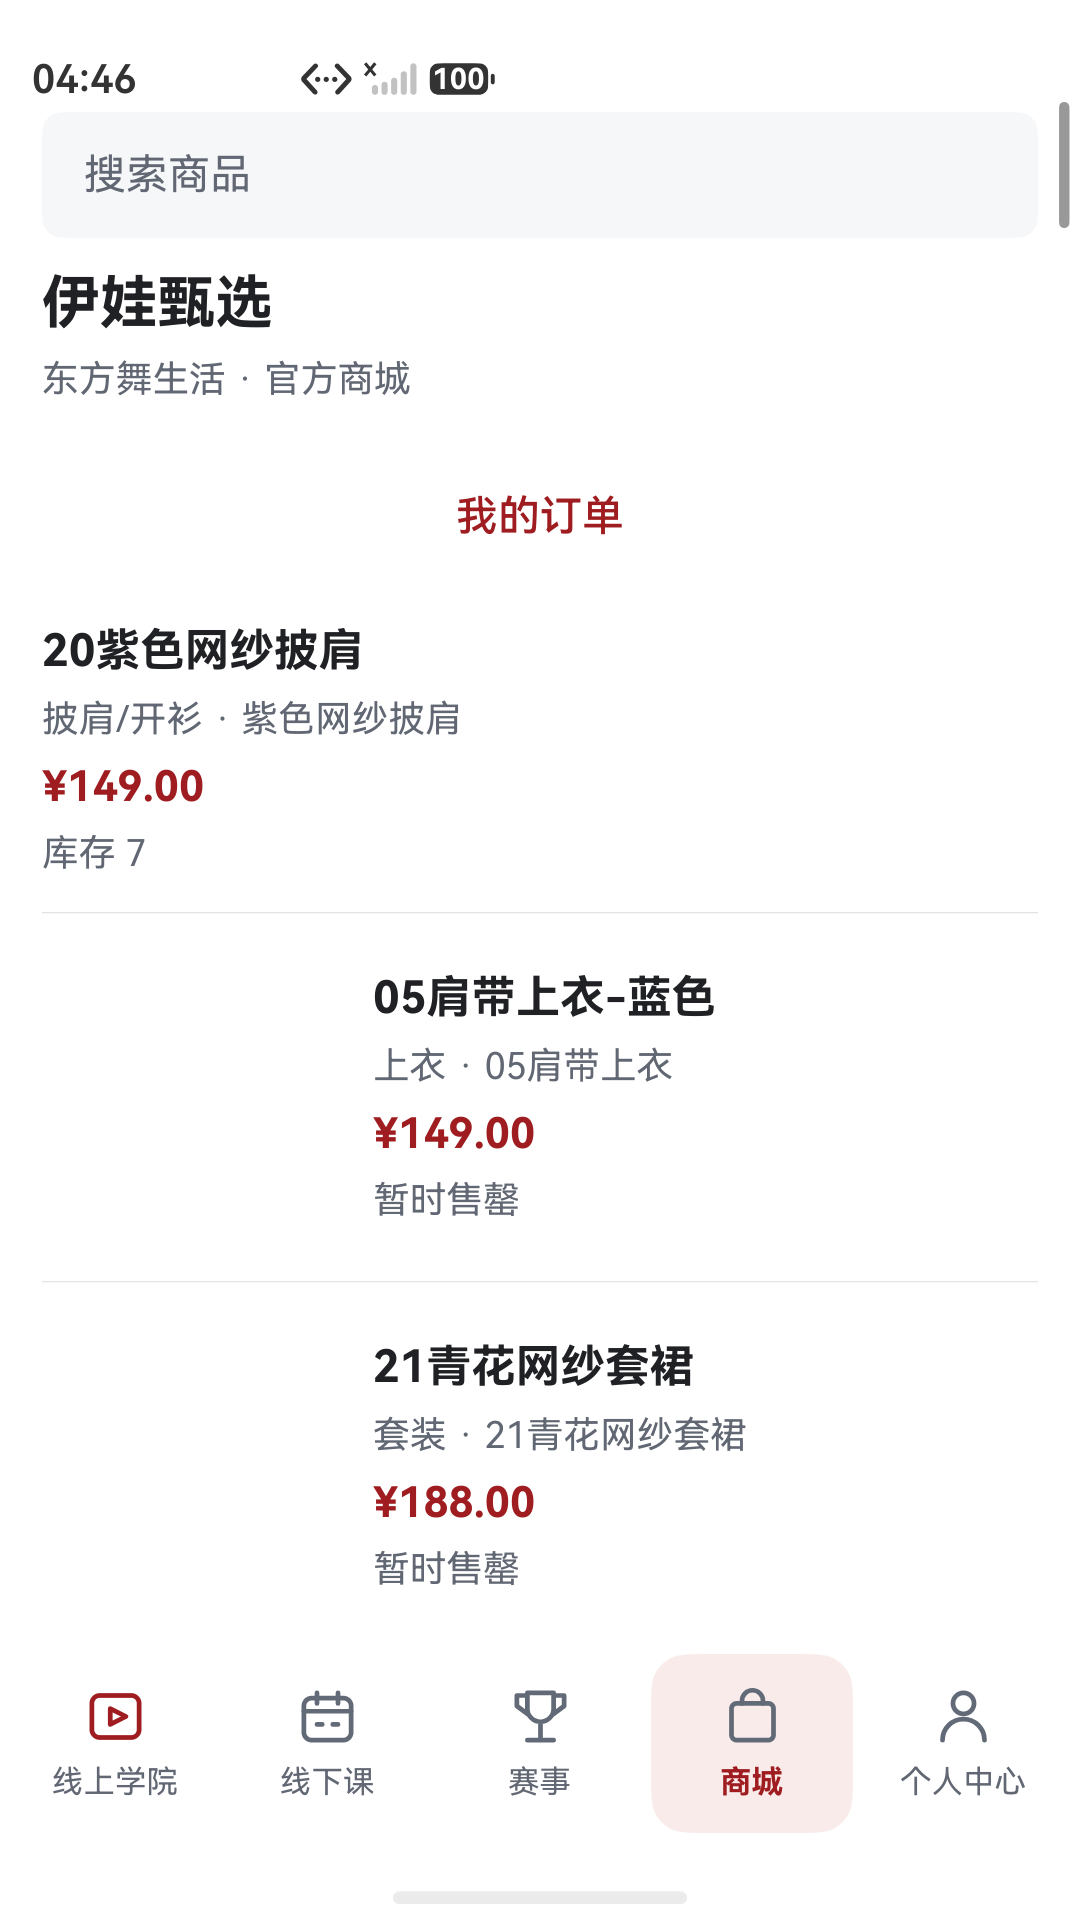 04:46
100
搜索商品
伊娃甄选
东方舞生活 · 官方商城
我的订单
20紫色网纱披肩
披肩/开衫 · 紫色网纱披肩
¥149.00
库存 7
05肩带上衣-蓝色
上衣 · 05肩带上衣
¥149.00
暂时售罄
21青花网纱套裙
套装 · 21青花网纱套裙
¥188.00
暂时售罄
线上学院
线下课
赛事
商城
个人中心